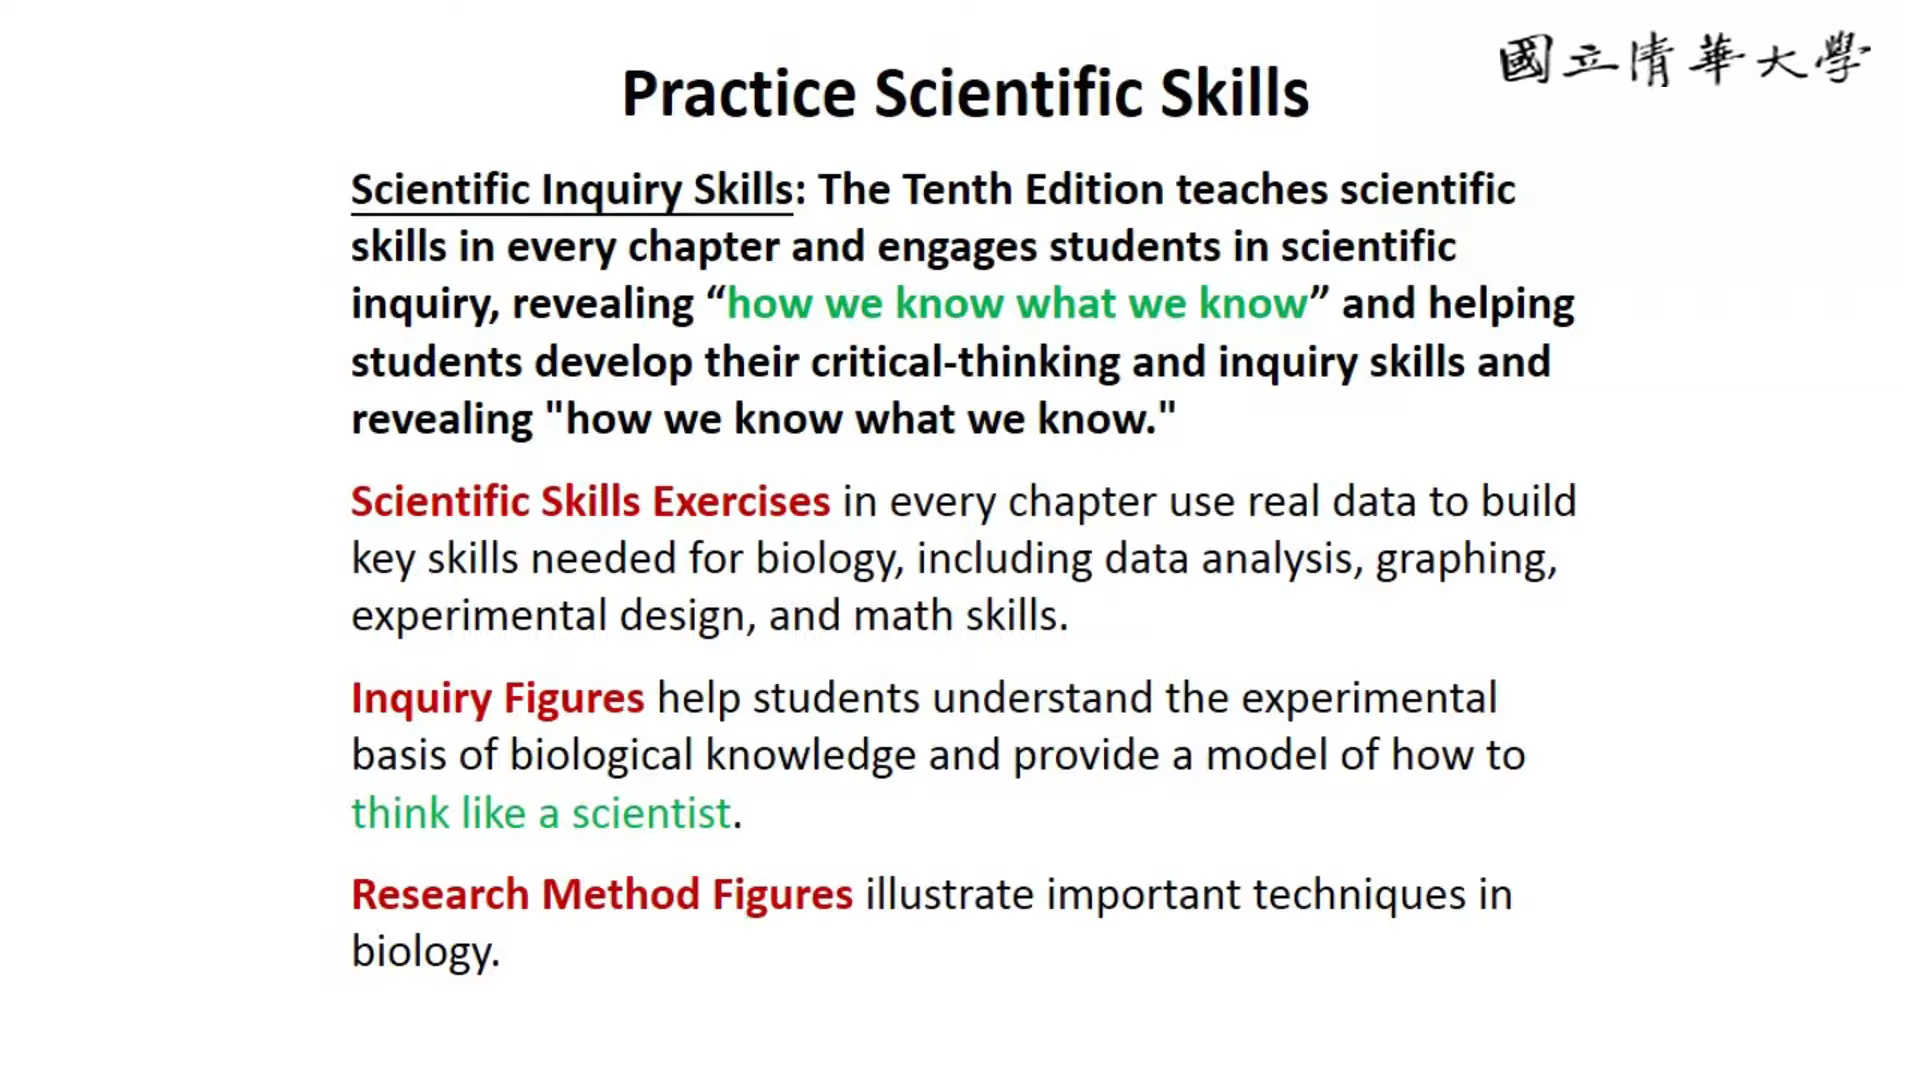 國立清華大學
Practice Scientific Skills
Scientific Inquiry Skills: The Tenth Edition teaches scientific
skills in every chapter and engages students in scientific
inquiry, revealing “how we know what we know” and helping
students develop their critical-thinking and inquiry skills and
revealing "how we know what we know."
Scientific Skills Exercises in every chapter use real data to build
key skills needed for biology, including data analysis, graphing,
experimental design, and math skills.
Inquiry Figures help students understand the experimental
basis of biological knowledge and provide a model of how to
think like a scientist.
Research Method Figures illustrate important techniques in
biology.